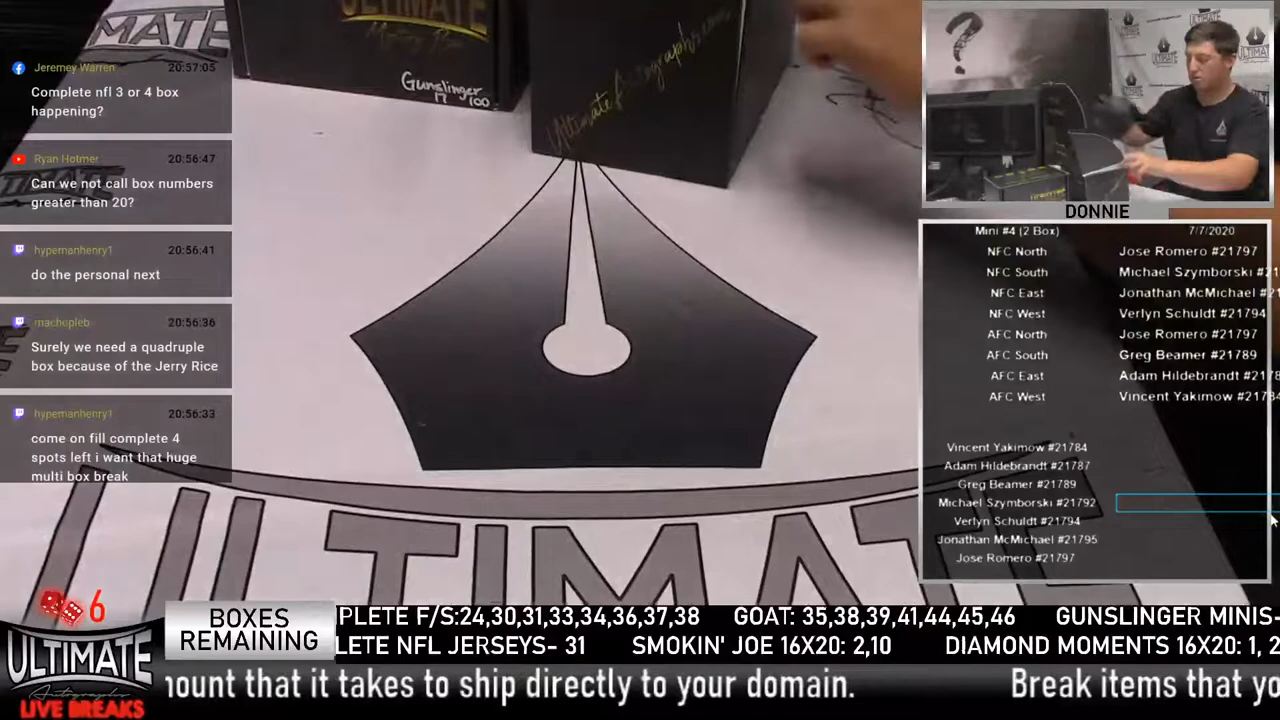 Jeremey Warren 20:57:05
Complete nfl 3 or 4 box
happening?
Ryan Hotmer 20:56:47
Can we not call box numbers
greater than 20?
hypemanhenry1 20:56:41
do the personal next
machopleb 20:56:36
Surely we need a quadruple
box because of the Jerry Rice
hypemanhenry1 20:56:33
come on fill complete 4
spots left i want that huge
multi box break
ULTIMATE
Gunslinger
17 100
ULTIMATE
DONNIE
Mini #4 (2 Box) 7/7/2020
NFC North Jose Romero #21797
NFC South Michael Szymborski #21
NFC East Jonathan McMichael #21
NFC West Verlyn Schuldt #21794
AFC North Jose Romero #21797
AFC South Greg Beamer #21789
AFC East Adam Hildebrandt #2178
AFC West Vincent Yakimow #21784
Vincent Yakimow #21784
Adam Hildebrandt #21787
Greg Beamer #21789
Michael Szymborski #21792
Verlyn Schuldt #21794
Jonathan McMichael #21795
Jose Romero #21797
ULTIMATE
6
ULTIMATE
Autographs
LIVE BREAKS
BOXES
REMAINING
PLETE F/S:24,30,31,33,34,36,37,38 GOAT: 35,38,39,41,44,45,46 GUNSLINGER MINIS-
LETE NFL JERSEYS- 31 SMOKIN' JOE 16X20: 2,10 DIAMOND MOMENTS 16X20: 1, 2
nount that it takes to ship directly to your domain. Break items that yo